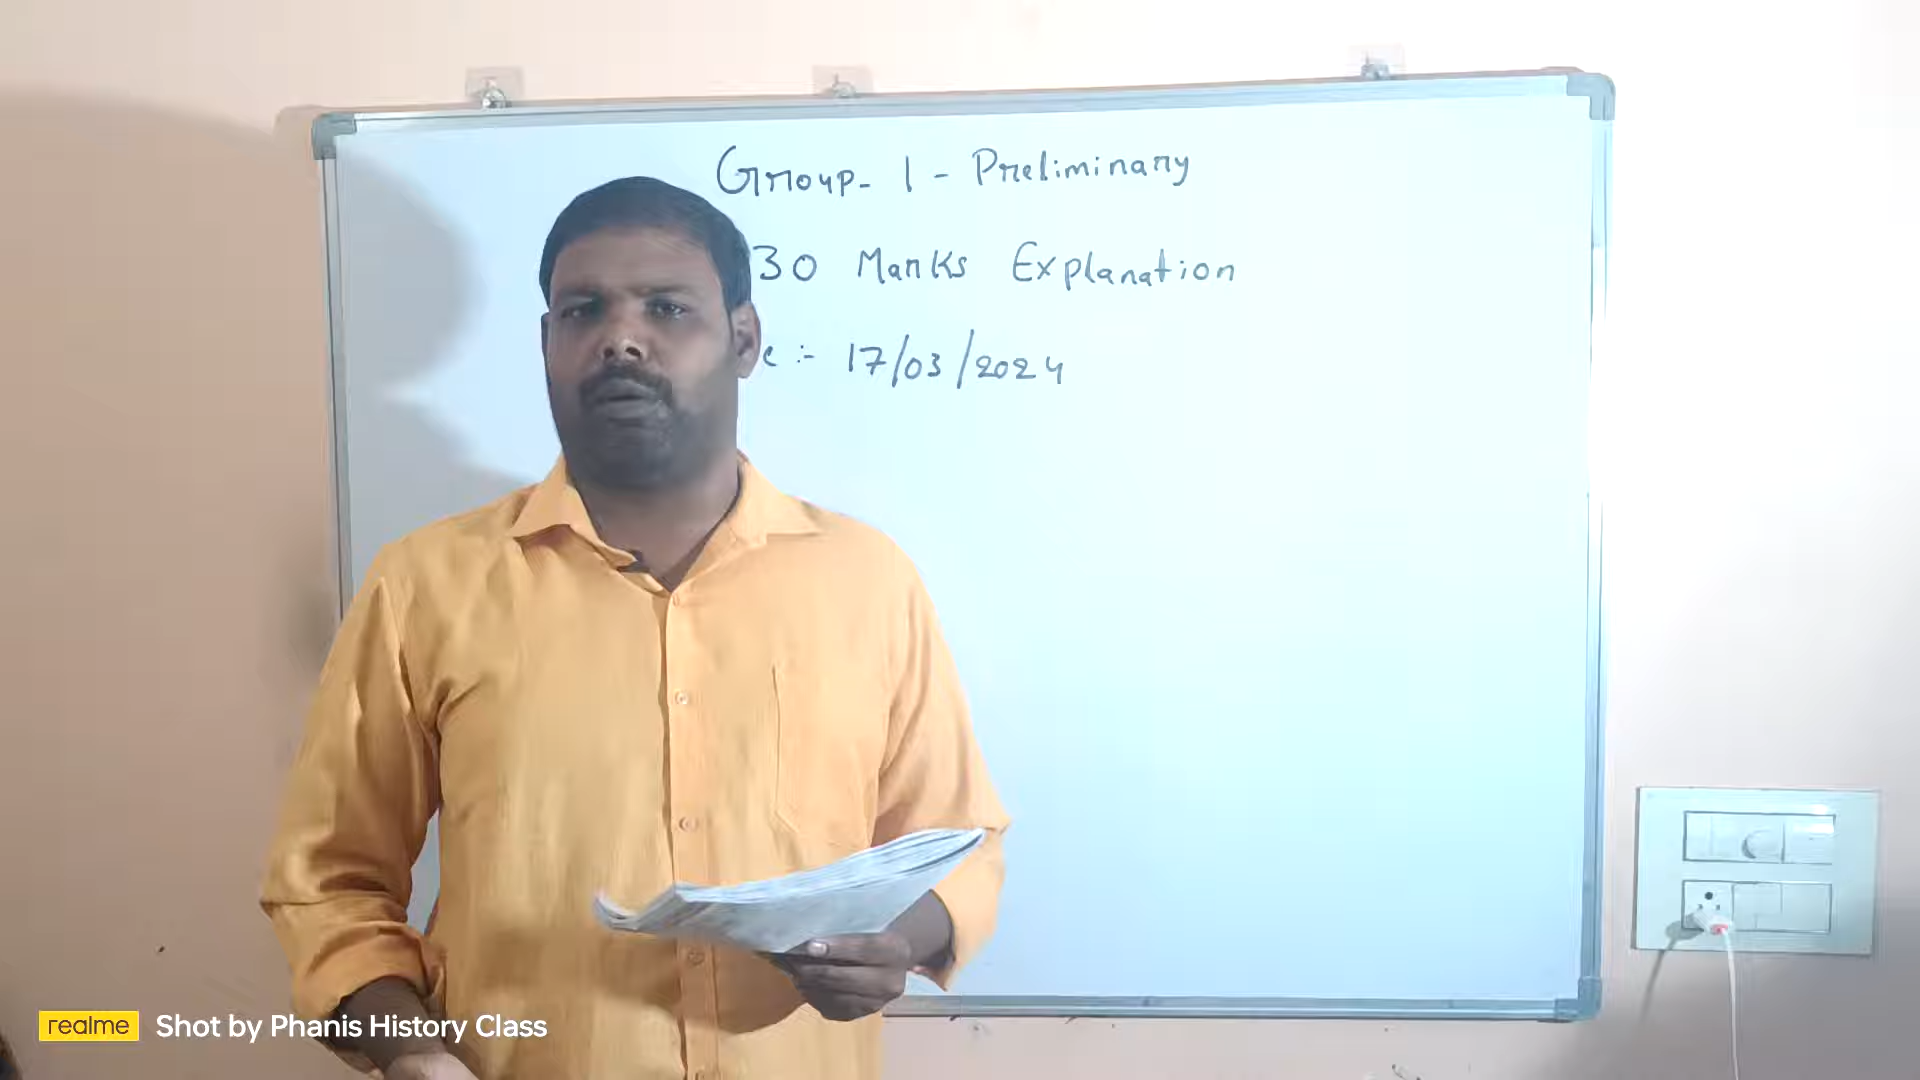 Group- 1 - Preliminary
30 Marks Explanation
:- 17/03/2024
realme Shot by Phanis History Class